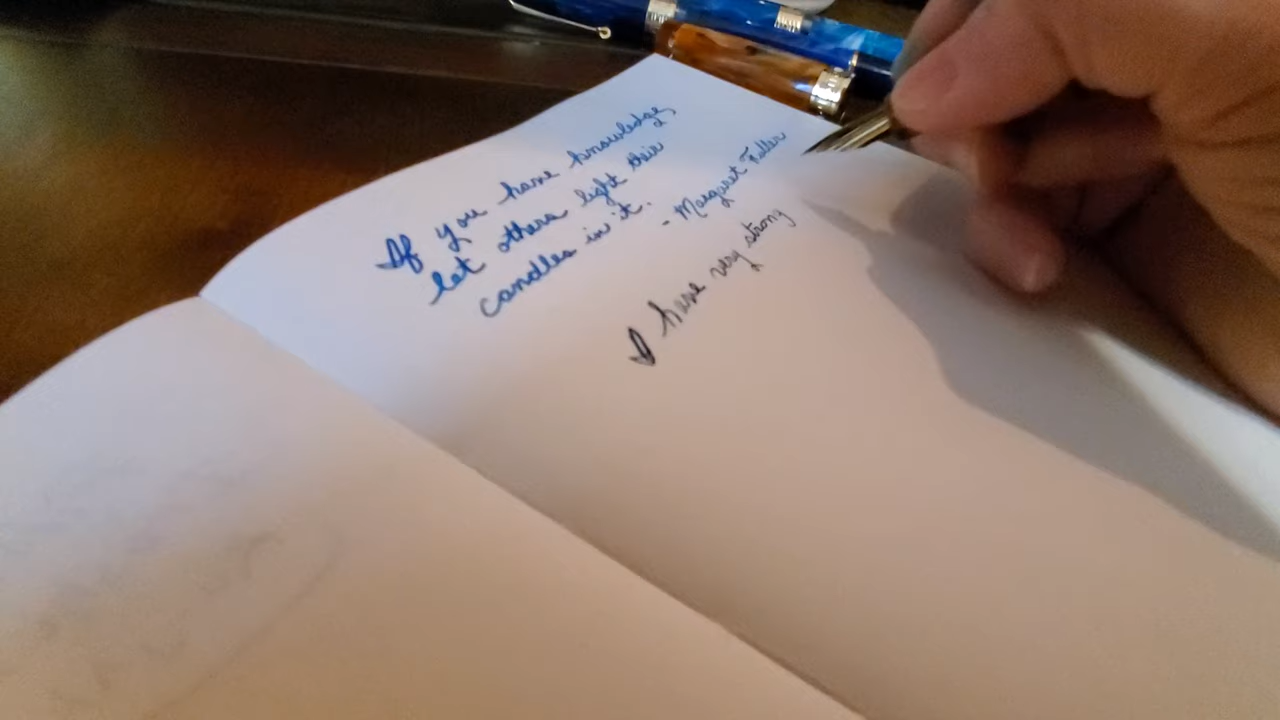 If you have knowledge,
let others light their
candles in it.
- Margaret Fuller
I have very strong